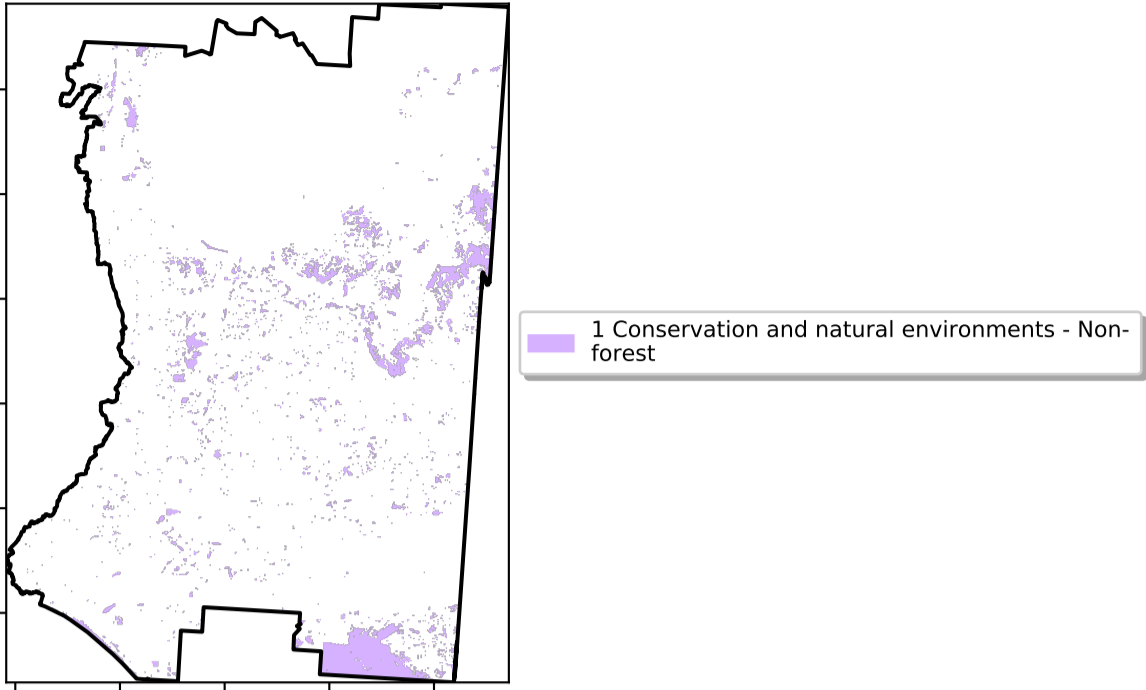 1 Conservation and natural environments - Non-
forest